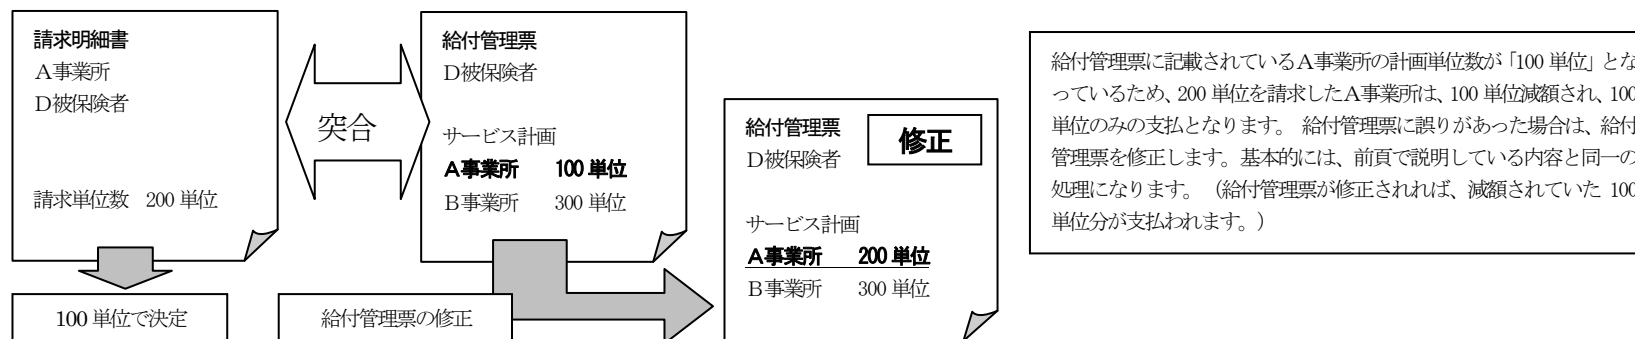 請求明細書
A事業所
D被保険者
請求単位数 200 単位
突合
給付管理票
D被保険者
サービス計画
A事業所 100 単位
B事業所 300 単位
100 単位で決定
給付管理票の修正
給付管理票
修正
D被保険者
サービス計画
A事業所 200 単位
B事業所 300 単位
給付管理票に記載されているA事業所の計画単位数が「100 単位」とな
っているため、200 単位を請求したA事業所は、100 単位減額され、100
単位のみの支払となります。 給付管理票に誤りがあった場合は、給付
管理票を修正します。基本的には、前頁で説明している内容と同一の
処理になります。 （給付管理票が修正されれば、減額されていた 100
単位分が支払われます。）